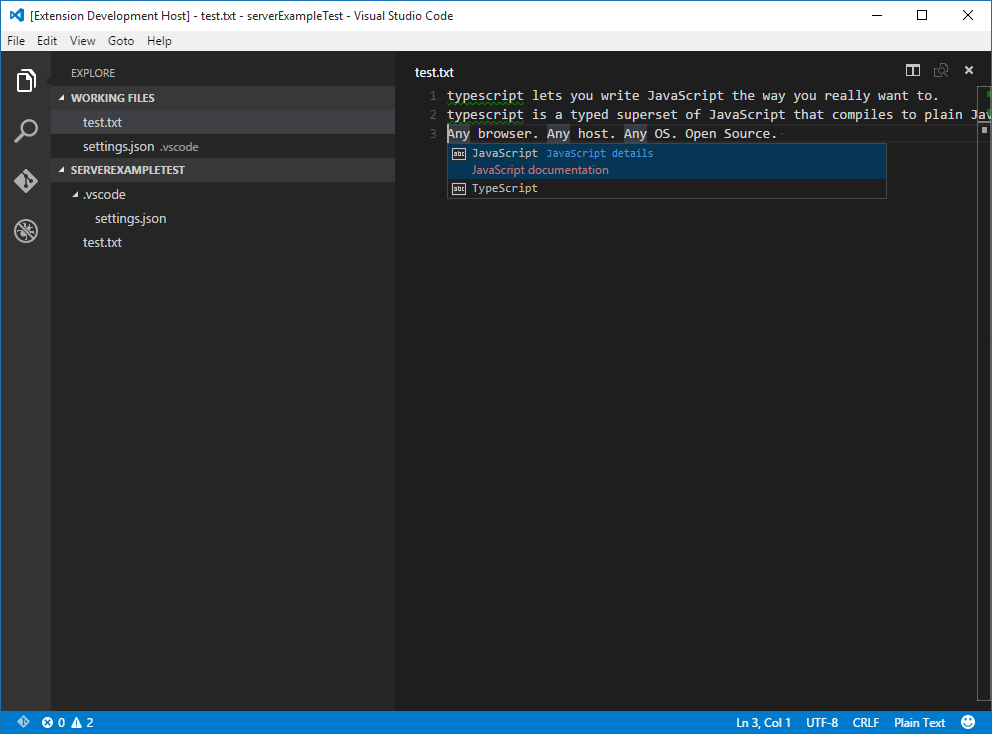 [Extension Development Host] - test.txt - serverExampleTest - Visual Studio Code
File Edit View Goto Help
EXPLORE
WORKING FILES
test.txt
settings.json .vscode
SERVEREXAMPLETEST
.vscode
settings.json
test.txt
test.txt
1 typescript lets you write JavaScript the way you really want to.
2 typescript is a typed superset of JavaScript that compiles to plain Jav
3 Any browser. Any host. Any OS. Open Source.
abc JavaScript JavaScript details
JavaScript documentation
abc TypeScript
0 2 Ln 3, Col 1 UTF-8 CRLF Plain Text